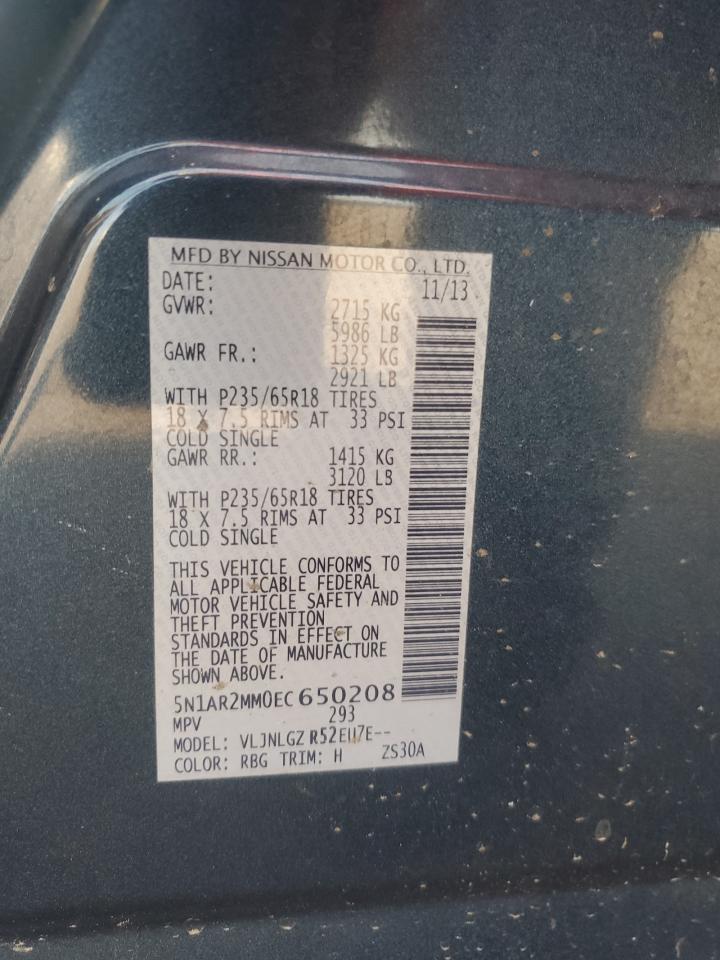 MFD BY NISSAN MOTOR CO., LTD.
DATE: 11/13
GVWR: 2715 KG
5986 LB
GAWR FR.: 1325 KG
2921 LB
WITH P235/65R18 TIRES
18 X 7.5 RIMS AT 33 PSI
COLD SINGLE
GAWR RR.: 1415 KG
3120 LB
WITH P235/65R18 TIRES
18 X 7.5 RIMS AT 33 PSI
COLD SINGLE
THIS VEHICLE CONFORMS TO
ALL APPLICABLE FEDERAL
MOTOR VEHICLE SAFETY AND
THEFT PREVENTION
STANDARDS IN EFFECT ON
THE DATE OF MANUFACTURE
SHOWN ABOVE.
5N1AR2MM0EC650208
MPV 293
MODEL: VLJNLGZ R52EU7E--
COLOR: RBG TRIM: H ZS30A